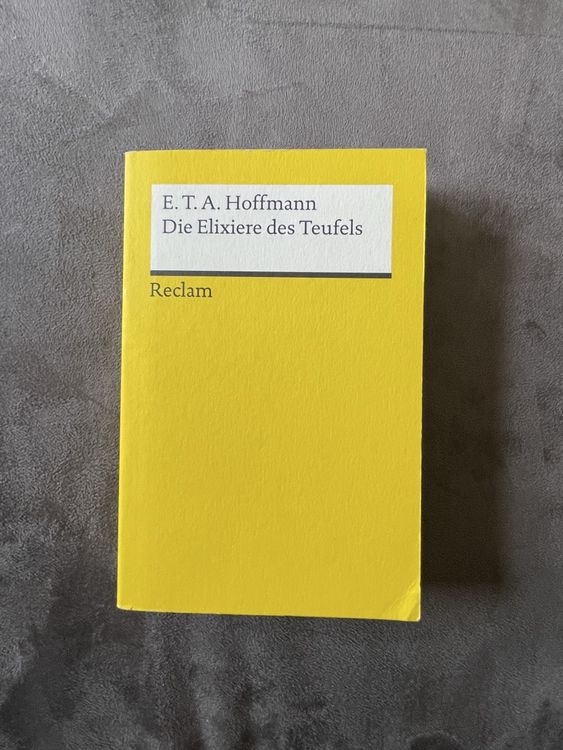 E. T. A. Hoffmann
Die Elixiere des Teufels
Reclam